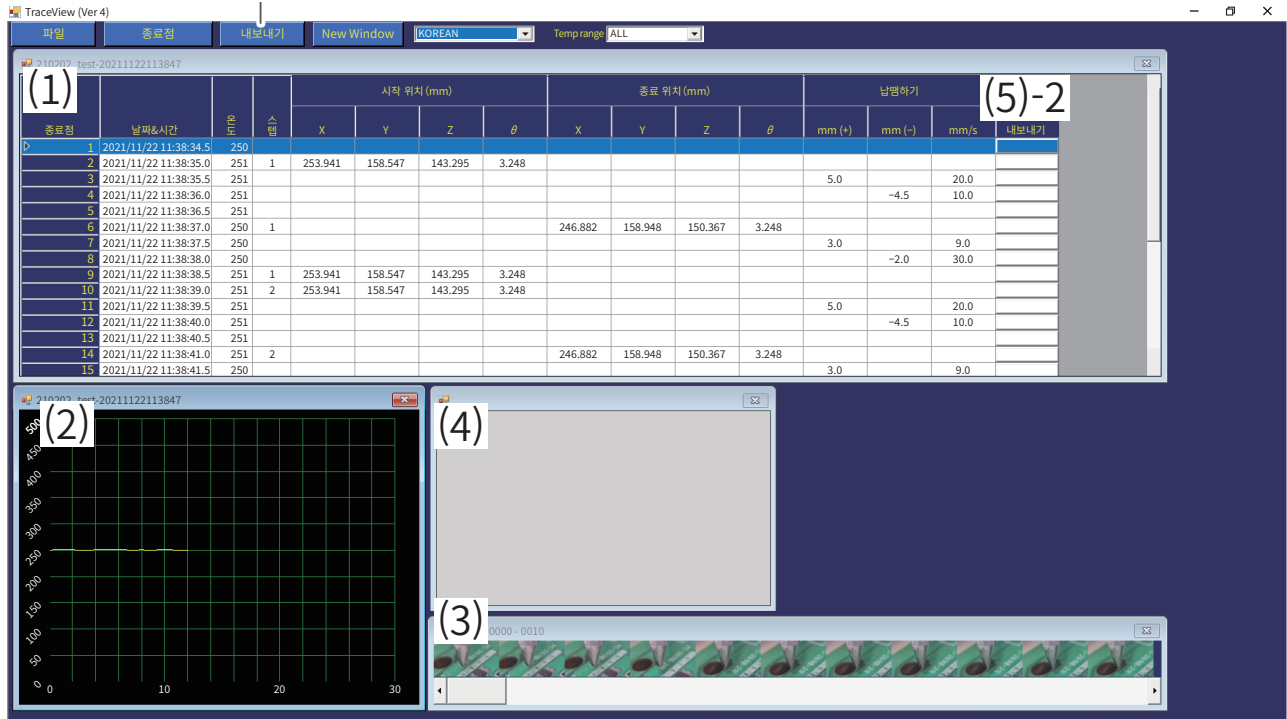 TraceView (Ver 4)
파일 종료점 내보내기 New Window KOREAN Temp range ALL
210202_test-20211122113847
(1) (5)-2
시작 위치(mm) 종료 위치(mm) 납땜하기
종료점 날짜&시간 온도 스텝 X Y Z θ X Y Z θ mm (+) mm (−) mm/s 내보내기
1 2021/11/22 11:38:34.5 250
2 2021/11/22 11:38:35.0 251 1 253.941 158.547 143.295 3.248
3 2021/11/22 11:38:35.5 251 5.0 20.0
4 2021/11/22 11:38:36.0 251 −4.5 10.0
5 2021/11/22 11:38:36.5 251
6 2021/11/22 11:38:37.0 250 1 246.882 158.948 150.367 3.248
7 2021/11/22 11:38:37.5 250 3.0 9.0
8 2021/11/22 11:38:38.0 250 −2.0 30.0
9 2021/11/22 11:38:38.5 251 1 253.941 158.547 143.295 3.248
10 2021/11/22 11:38:39.0 251 2 253.941 158.547 143.295 3.248
11 2021/11/22 11:38:39.5 251 5.0 20.0
12 2021/11/22 11:38:40.0 251 −4.5 10.0
13 2021/11/22 11:38:40.5 251
14 2021/11/22 11:38:41.0 251 2 246.882 158.948 150.367 3.248
15 2021/11/22 11:38:41.5 250 3.0 9.0
210202_test-20211122113847
(2)
500
450
400
350
300
250
200
150
100
50
0
0 10 20 30
(4)
(3)
0000 - 0010